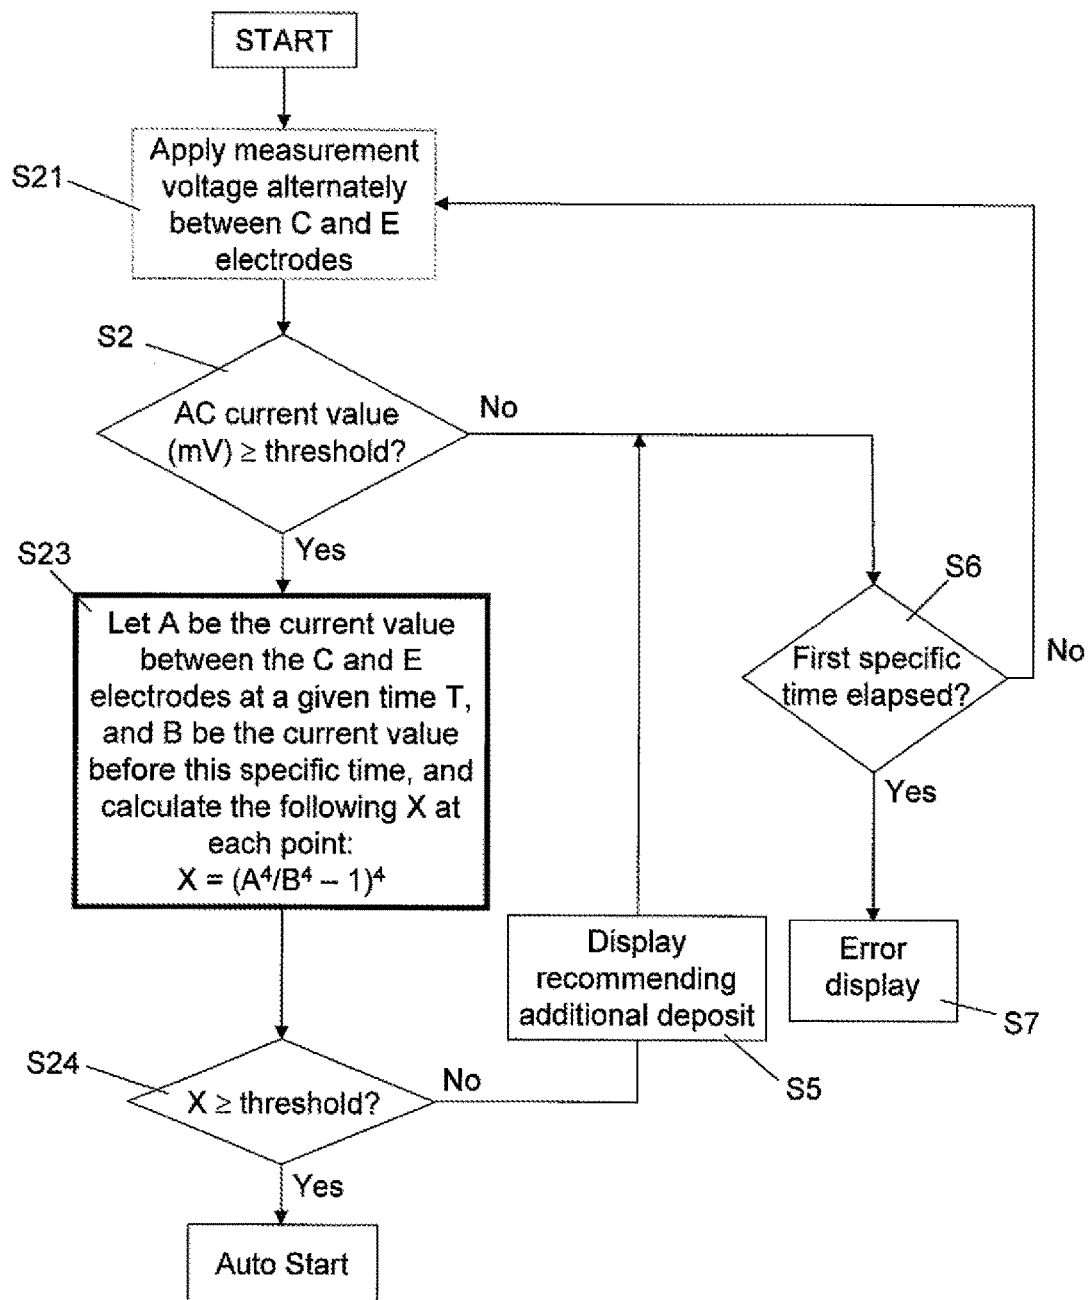 START
S21
Apply measurement
voltage alternately
between C and E
electrodes
S2
AC current value
(mV) ≥ threshold?
No
Yes
S23
Let A be the current value
between the C and E
electrodes at a given time T,
and B be the current value
before this specific time, and
calculate the following X at
each point:
X = (A⁴/B⁴ – 1)⁴
S6
First specific
time elapsed?
No
Yes
Display
recommending
additional deposit
S5
Error
display
S7
S24
X ≥ threshold?
No
Yes
Auto Start